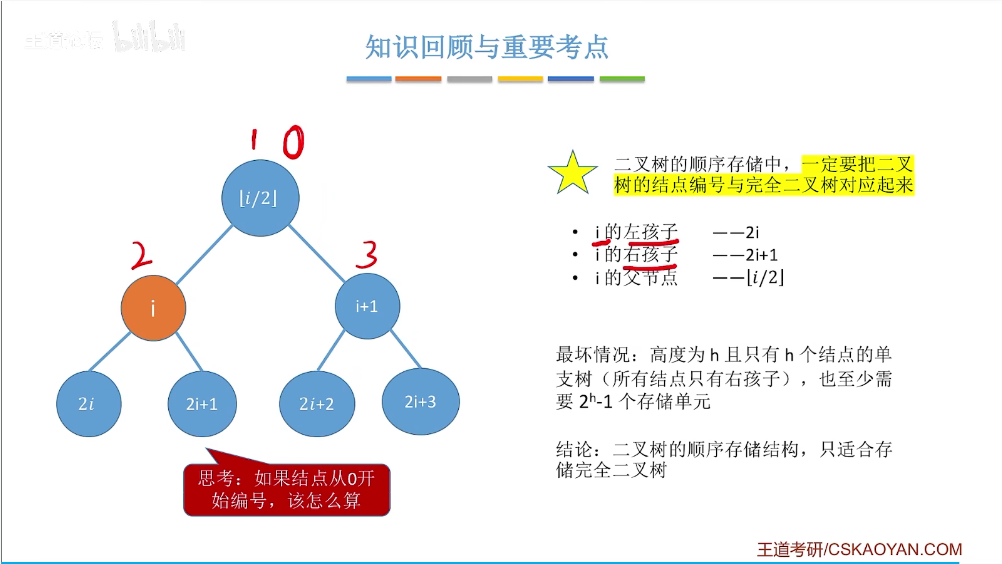 知识回顾与重要考点
1 0
⌊i/2⌋
2
3
i
i+1
2i
2i+1
2i+2
2i+3
思考：如果结点从0开
始编号，该怎么算
二叉树的顺序存储中，一定要把二叉
树的结点编号与完全二叉树对应起来
• i 的左孩子 ——2i
• i 的右孩子 ——2i+1
• i 的父节点 ——⌊i/2⌋
最坏情况：高度为 h 且只有 h 个结点的单
支树（所有结点只有右孩子），也至少需
要 2ʰ-1 个存储单元
结论：二叉树的顺序存储结构，只适合存
储完全二叉树
王道考研/CSKAOYAN.COM
bilibili